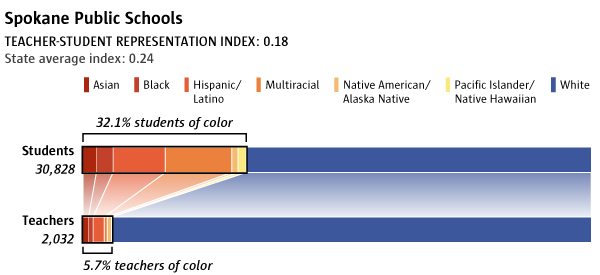 Spokane Public Schools
TEACHER-STUDENT REPRESENTATION INDEX: 0.18
State average index: 0.24
Asian
Black
Hispanic/
Latino
Multiracial
Native American/
Alaska Native
Pacific Islander/
Native Hawaiian
White
32.1% students of color
Students
30,828
Teachers
2,032
5.7% teachers of color